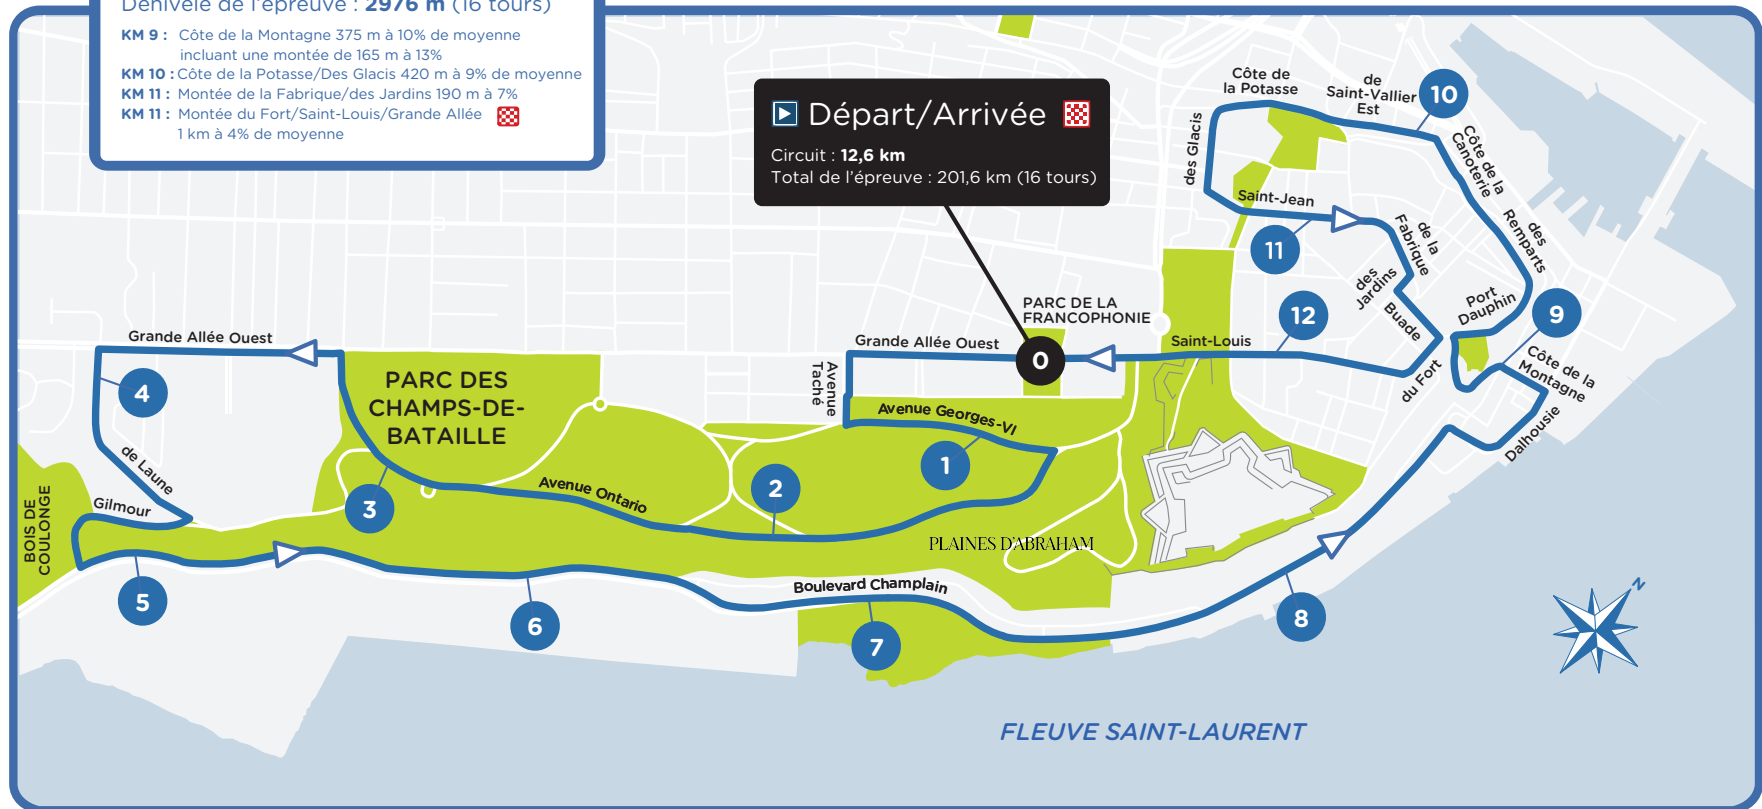 Dénivelé de l'épreuve : 2976 m (16 tours)
KM 9 : Côte de la Montagne 375 m à 10% de moyenne
incluant une montée de 165 m à 13%
KM 10 : Côte de la Potasse/Des Glacis 420 m à 9% de moyenne
KM 11 : Montée de la Fabrique/des Jardins 190 m à 7%
KM 11 : Montée du Fort/Saint-Louis/Grande Allée
1 km à 4% de moyenne
Départ/Arrivée
Circuit : 12,6 km
Total de l'épreuve : 201,6 km (16 tours)
Côte de
la Potasse
de
Saint-Vallier
Est
10
Côte de la
Canoterie
des Glacis
Saint-Jean
11
de la
Fabrique
des
Remparts
des
Jardins
Buade
Port
Dauphin
9
12
PARC DE LA
FRANCOPHONIE
Saint-Louis
0
Grande Allée Ouest
Grande Allée Ouest
Avenue
Taché
du Fort
Côte de la
Montagne
Dalhousie
4
PARC DES
CHAMPS-DE-
BATAILLE
Avenue Georges-VI
1
de Laune
Gilmour
3
Avenue Ontario
2
BOIS DE
COULONGE
PLAINES D'ABRAHAM
5
6
Boulevard Champlain
7
8
N
FLEUVE SAINT-LAURENT